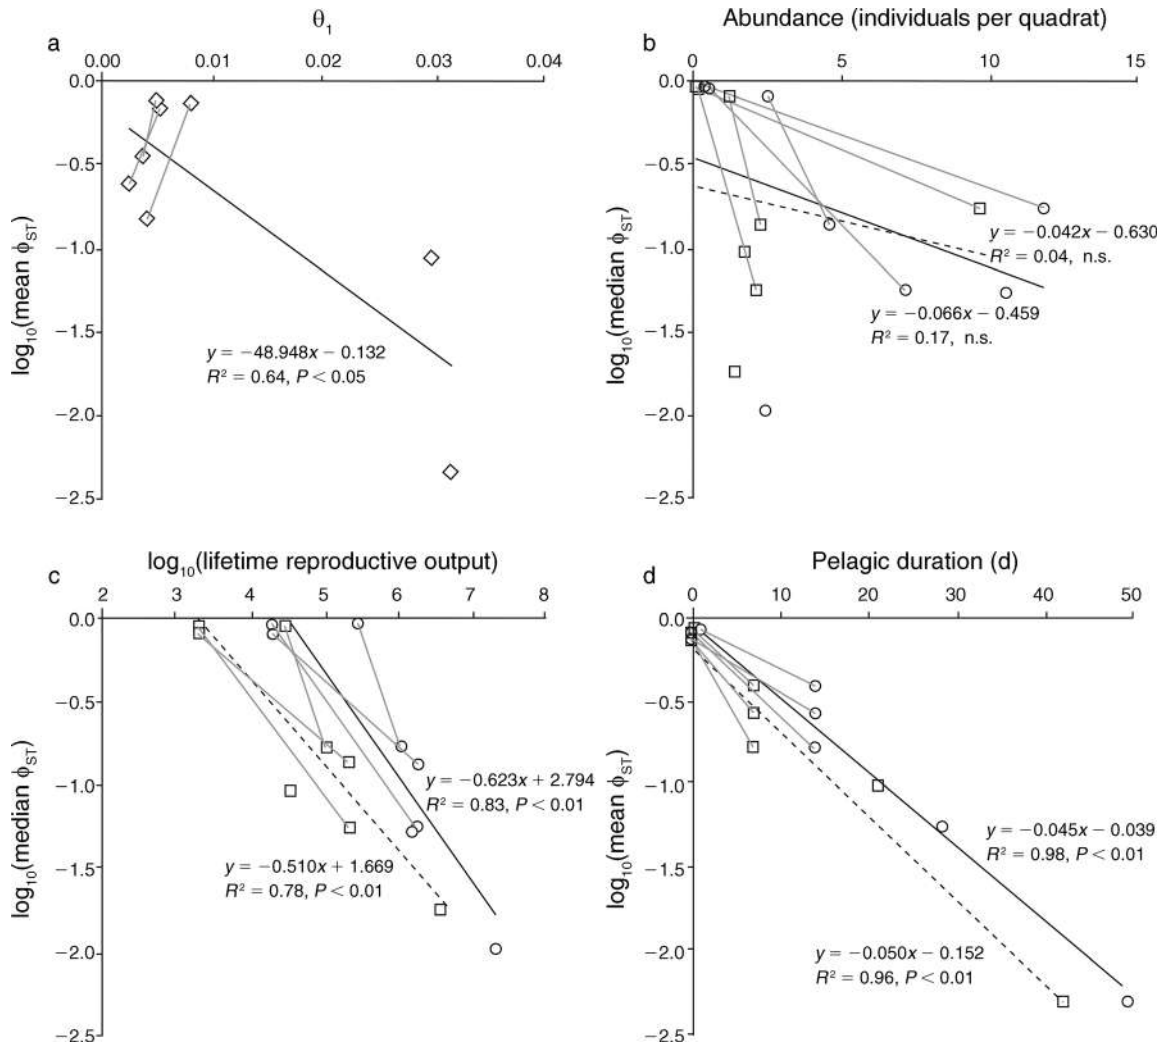 a
θ1
0.00 0.01 0.02 0.03 0.04
0.0
−0.5
−1.0
−1.5
−2.0
−2.5
log10(mean ϕST)
y = −48.948x − 0.132
R2 = 0.64, P < 0.05
b
Abundance (individuals per quadrat)
0 5 10 15
0.0
−0.5
−1.0
−1.5
−2.0
−2.5
log10(median ϕST)
y = −0.042x − 0.630
R2 = 0.04, n.s.
y = −0.066x − 0.459
R2 = 0.17, n.s.
c
log10(lifetime reproductive output)
2 3 4 5 6 7 8
0.0
−0.5
−1.0
−1.5
−2.0
−2.5
log10(median ϕST)
y = −0.623x + 2.794
R2 = 0.83, P < 0.01
y = −0.510x + 1.669
R2 = 0.78, P < 0.01
d
Pelagic duration (d)
0 10 20 30 40 50
0.0
−0.5
−1.0
−1.5
−2.0
−2.5
log10(mean ϕST)
y = −0.045x − 0.039
R2 = 0.98, P < 0.01
y = −0.050x − 0.152
R2 = 0.96, P < 0.01